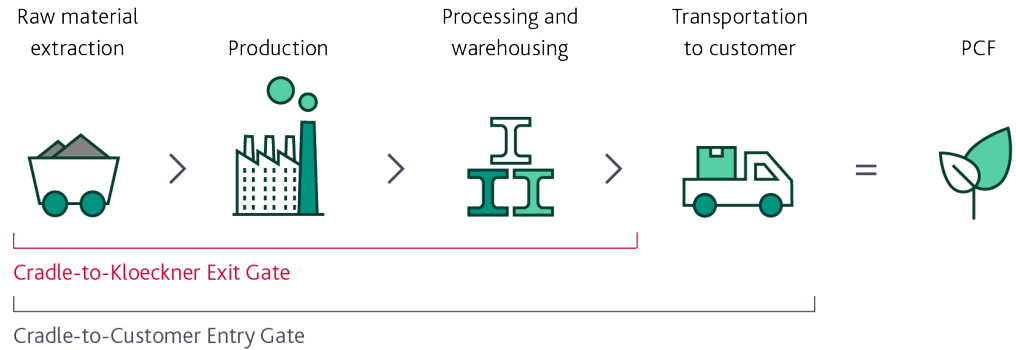 Raw material
extraction
Production
Processing and
warehousing
Transportation
to customer
=
PCF
Cradle-to-Kloeckner Exit Gate
Cradle-to-Customer Entry Gate